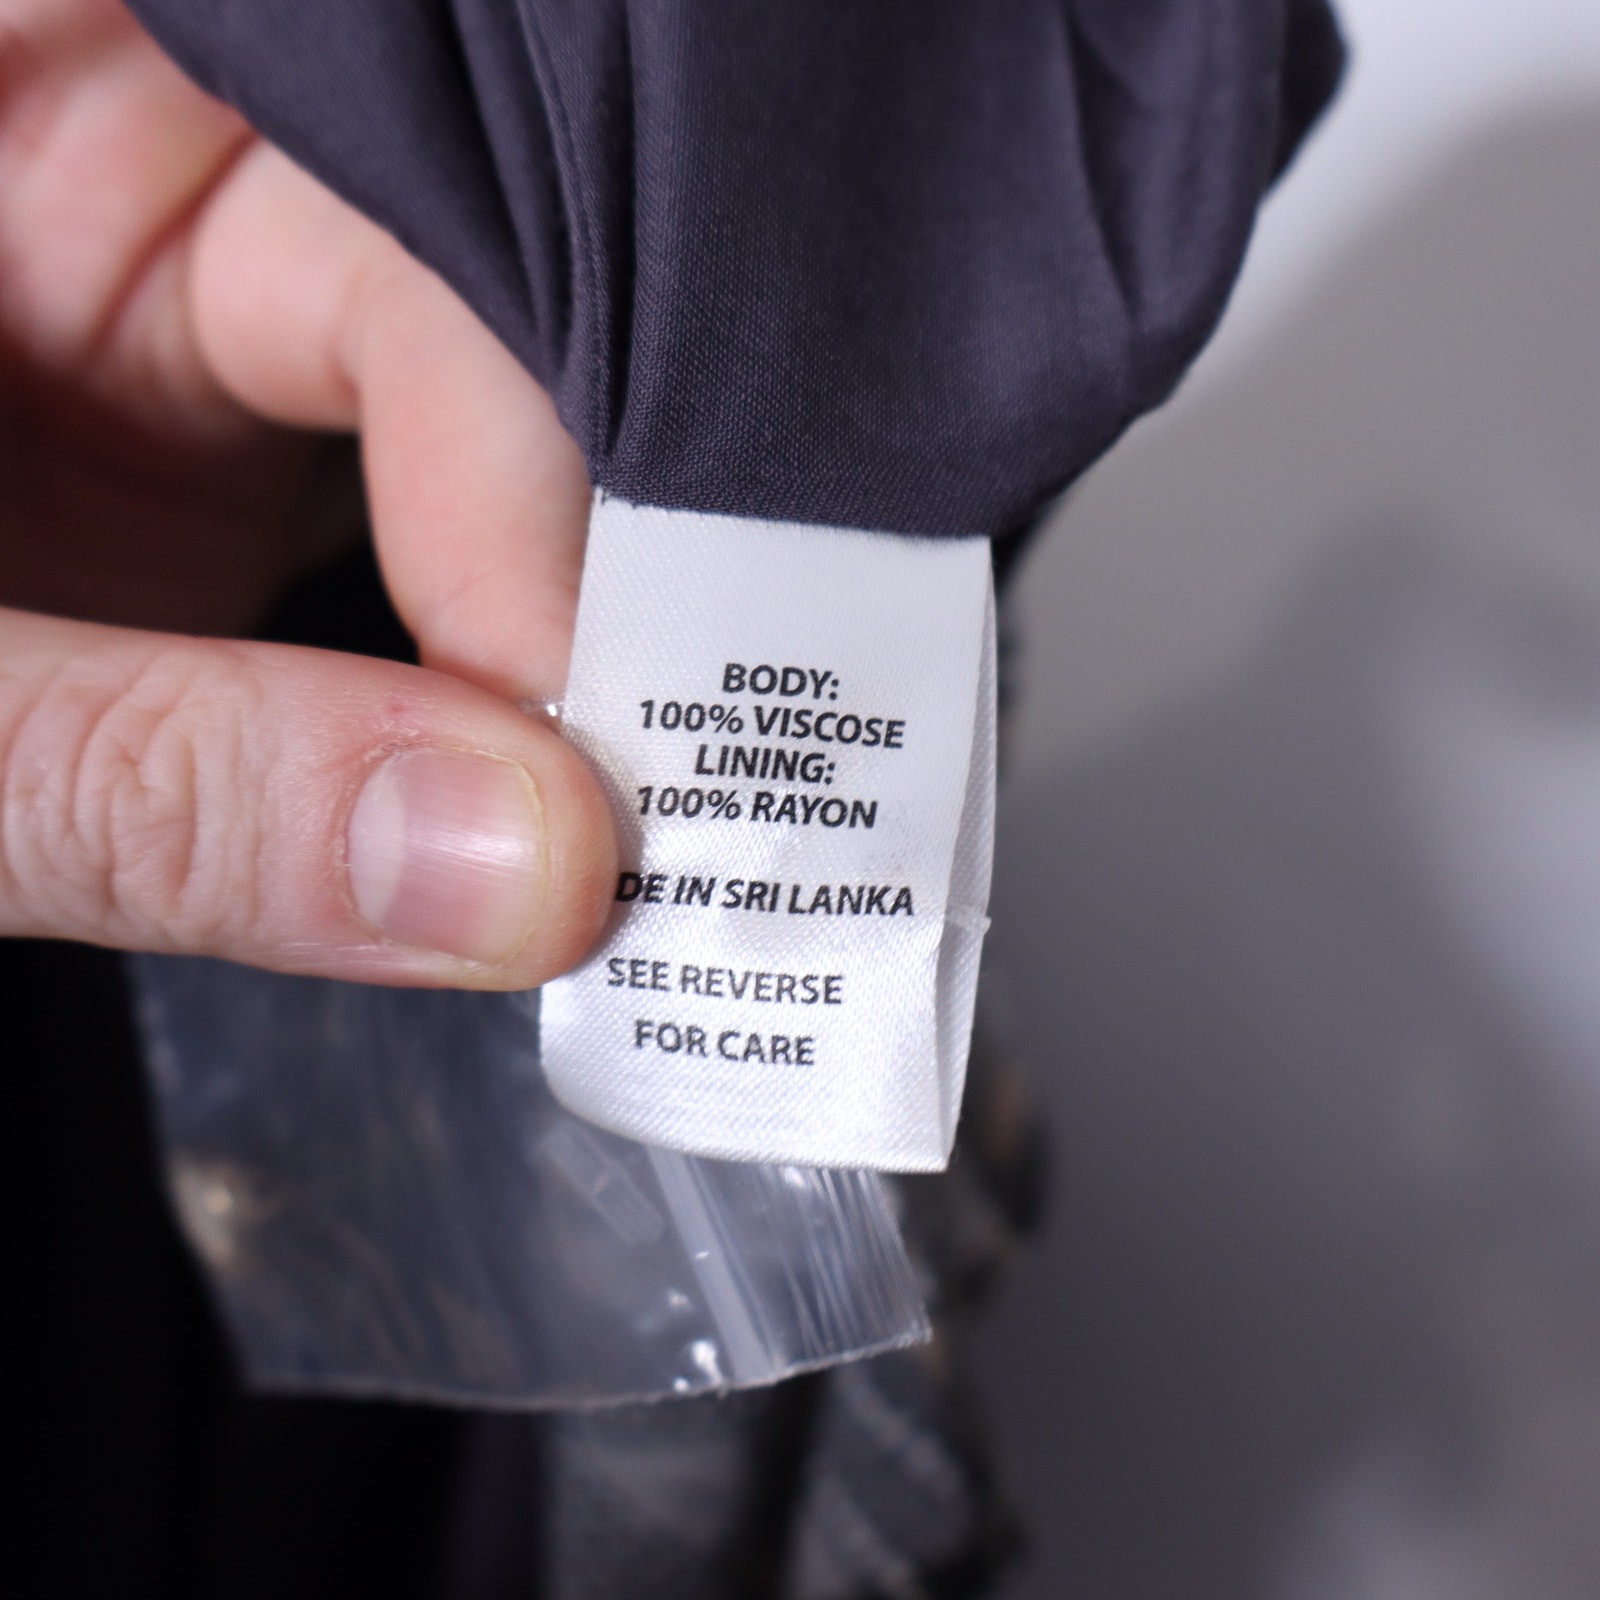 BODY:
100% VISCOSE
LINING:
100% RAYON
DE IN SRI LANKA
SEE REVERSE
FOR CARE